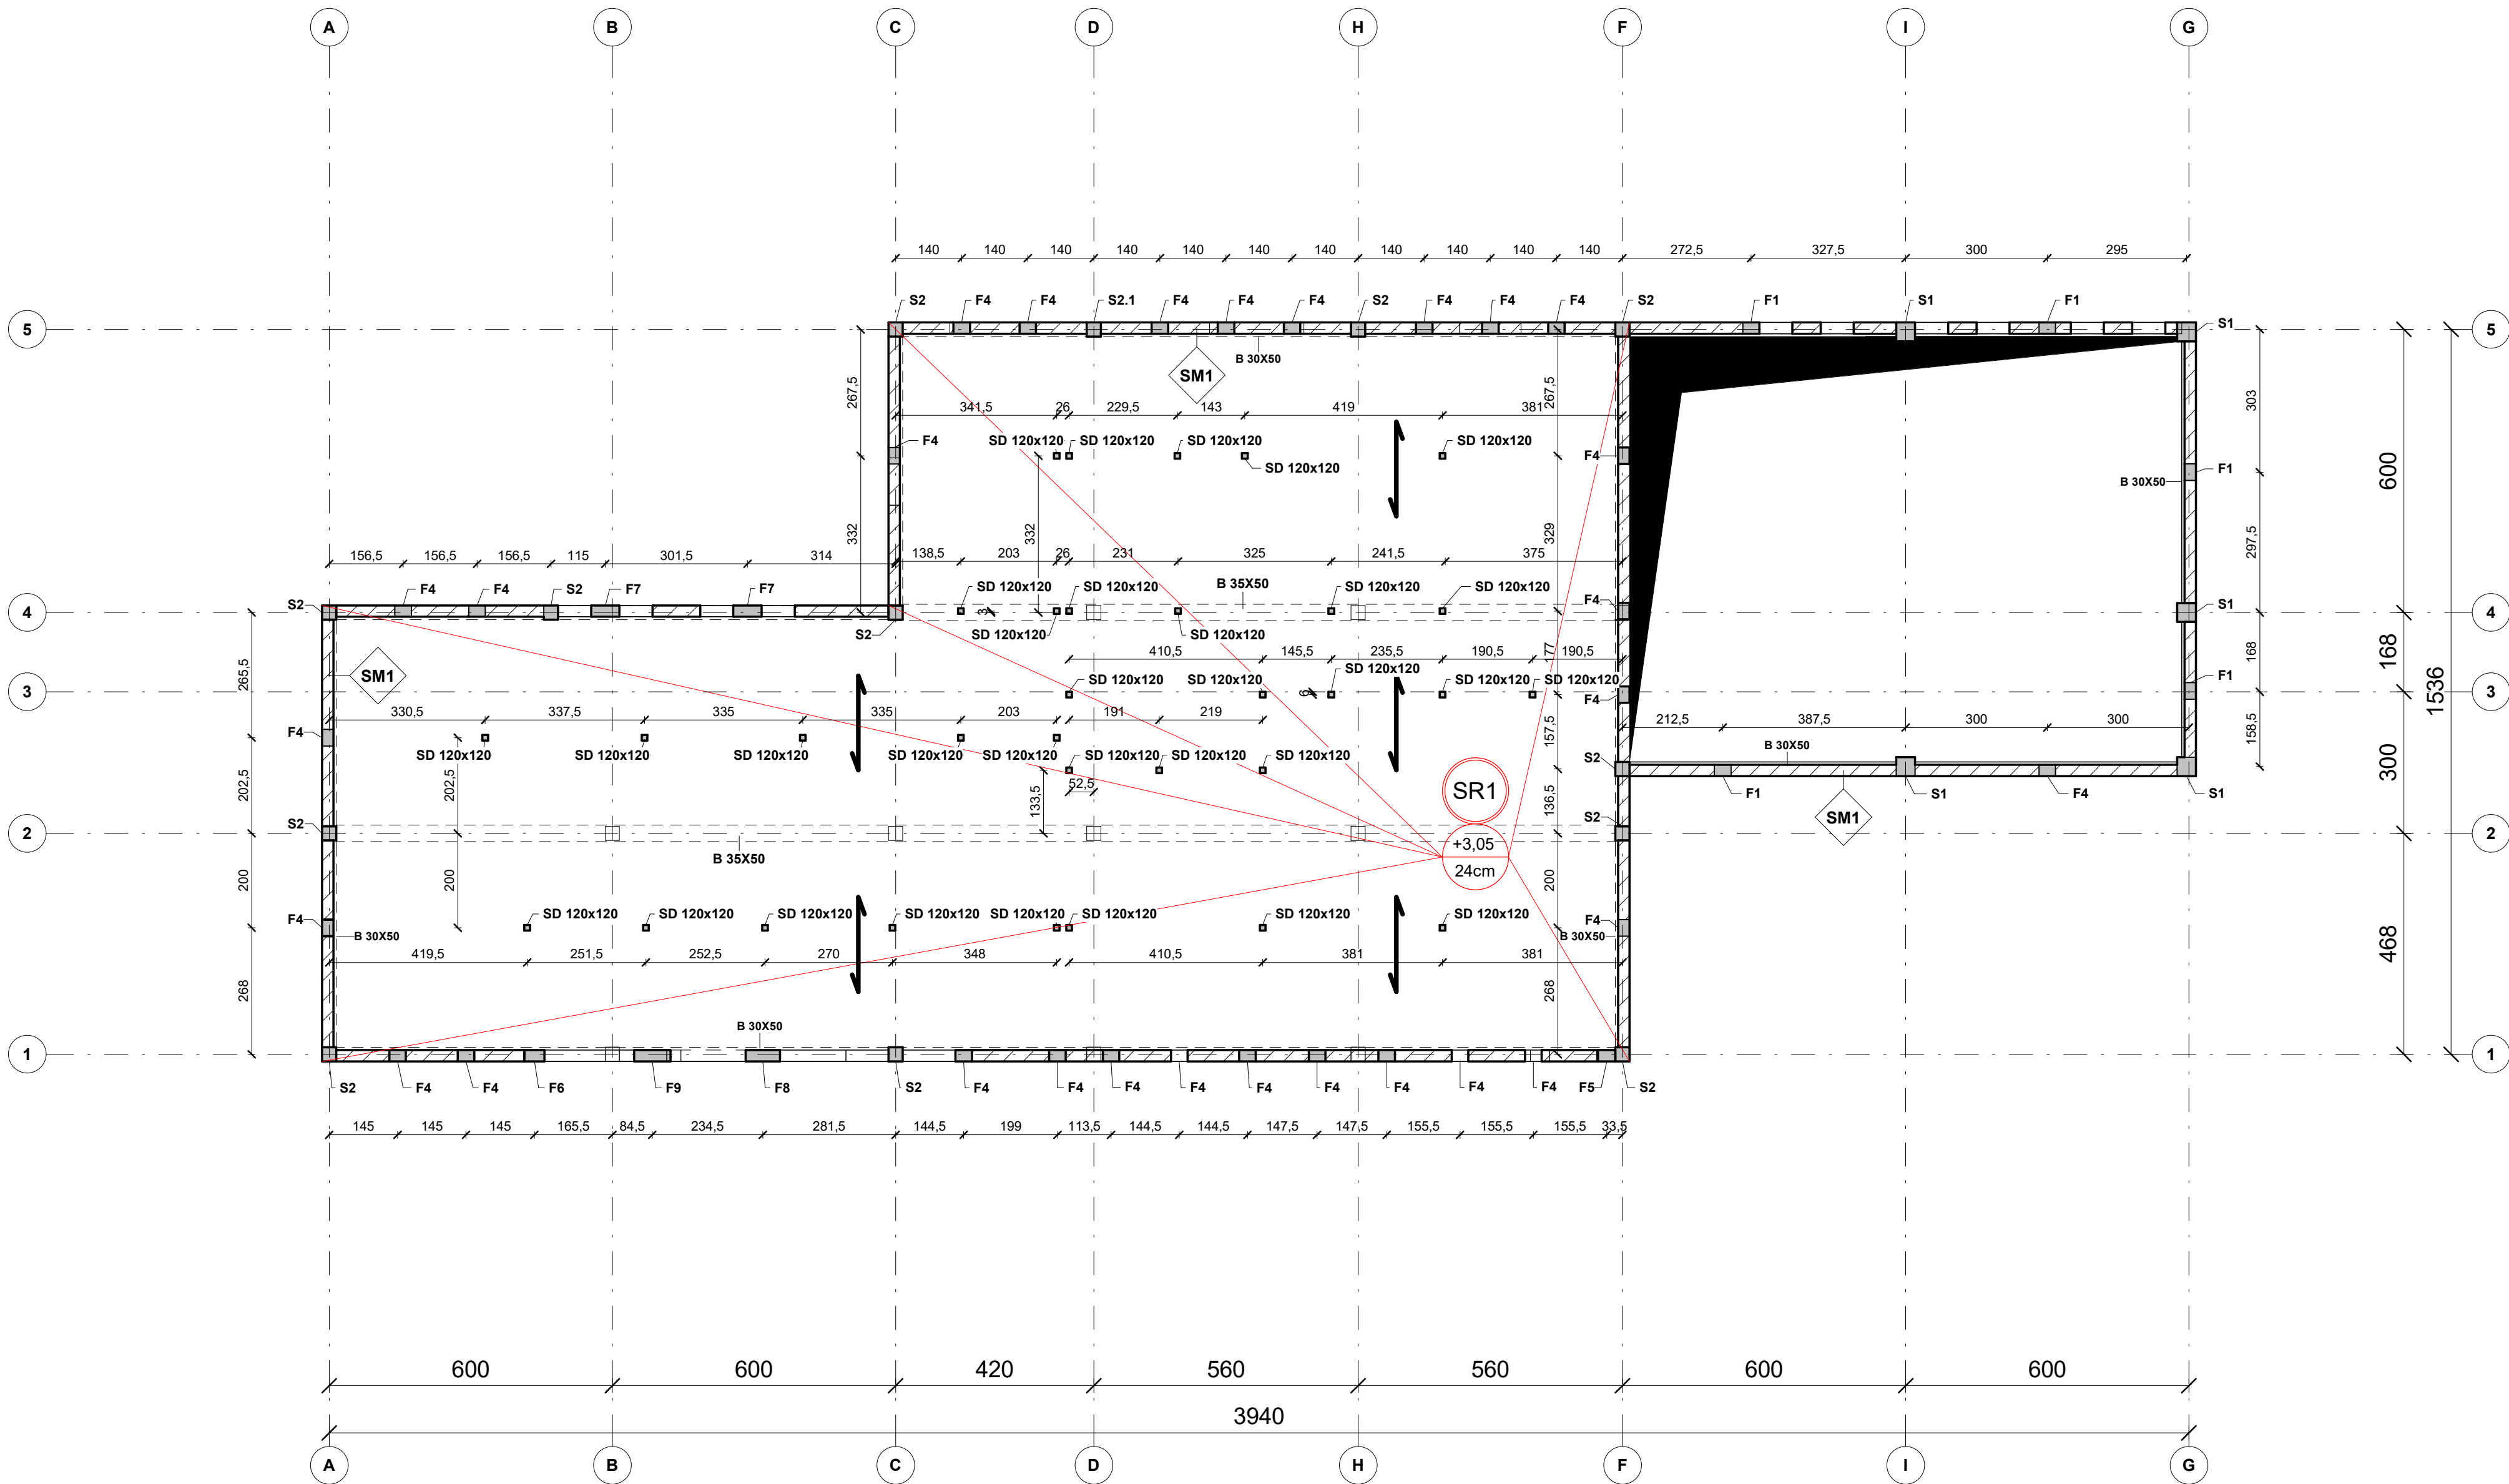 A B C D H F I G
140 140 140 140 140 140 140 140 140 140 140 272,5 327,5 300 295
S2 F4 F4 S2.1 F4 F4 F4 S2 F4 F4 F4 S2 F1 S1 F1 S1
5 5
B 30X50
SM1
267,5 267,5 303
341,5 26 229,5 143 419 381
F4 SD 120x120 SD 120x120 SD 120x120 SD 120x120 F4
SD 120x120
F1
B 30X50
600
332 332 329 297,5
156,5 156,5 156,5 115 301,5 314 138,5 203 26 231 325 241,5 375
F4 F4 S2 F7 F7 SD 120x120 SD 120x120 B 35X50 SD 120x120 SD 120x120
S2 F4 S1
4 3 4
S2 SD 120x120 SD 120x120
410,5 145,5 235,5 190,5 177 190,5
265,5 168 168 1536
SM1 SD 120x120 SD 120x120 SD 120x120 SD 120x120 SD 120x120 F1
3 6 F4 3
330,5 337,5 335 335 203 191 219 212,5 387,5 300 300
F4 157,5 158,5
SD 120x120 SD 120x120 SD 120x120 SD 120x120 SD 120x120 SD 120x120 SD 120x120 SD 120x120
B 30X50
S2
52,5 SR1 F1 S1 F4 S1
202,5 202,5 133,5 136,5 300
S2 S2 SM1
2 2
+3,05
B 35X50
24cm
200 200 200
SD 120x120 SD 120x120 SD 120x120 SD 120x120 SD 120x120 SD 120x120 SD 120x120 SD 120x120
F4 F4
B 30X50 B 30X50
468
419,5 251,5 252,5 270 348 410,5 381 381
268 268
B 30X50
1 1
S2 F4 F4 F6 F9 F8 S2 F4 F4 F4 F4 F4 F4 F4 F4 F4 F5 S2
145 145 145 165,5 84,5 234,5 281,5 144,5 199 113,5 144,5 144,5 147,5 147,5 155,5 155,5 155,5 33,5
600 600 420 560 560 600 600
3940
A B C D H F I G